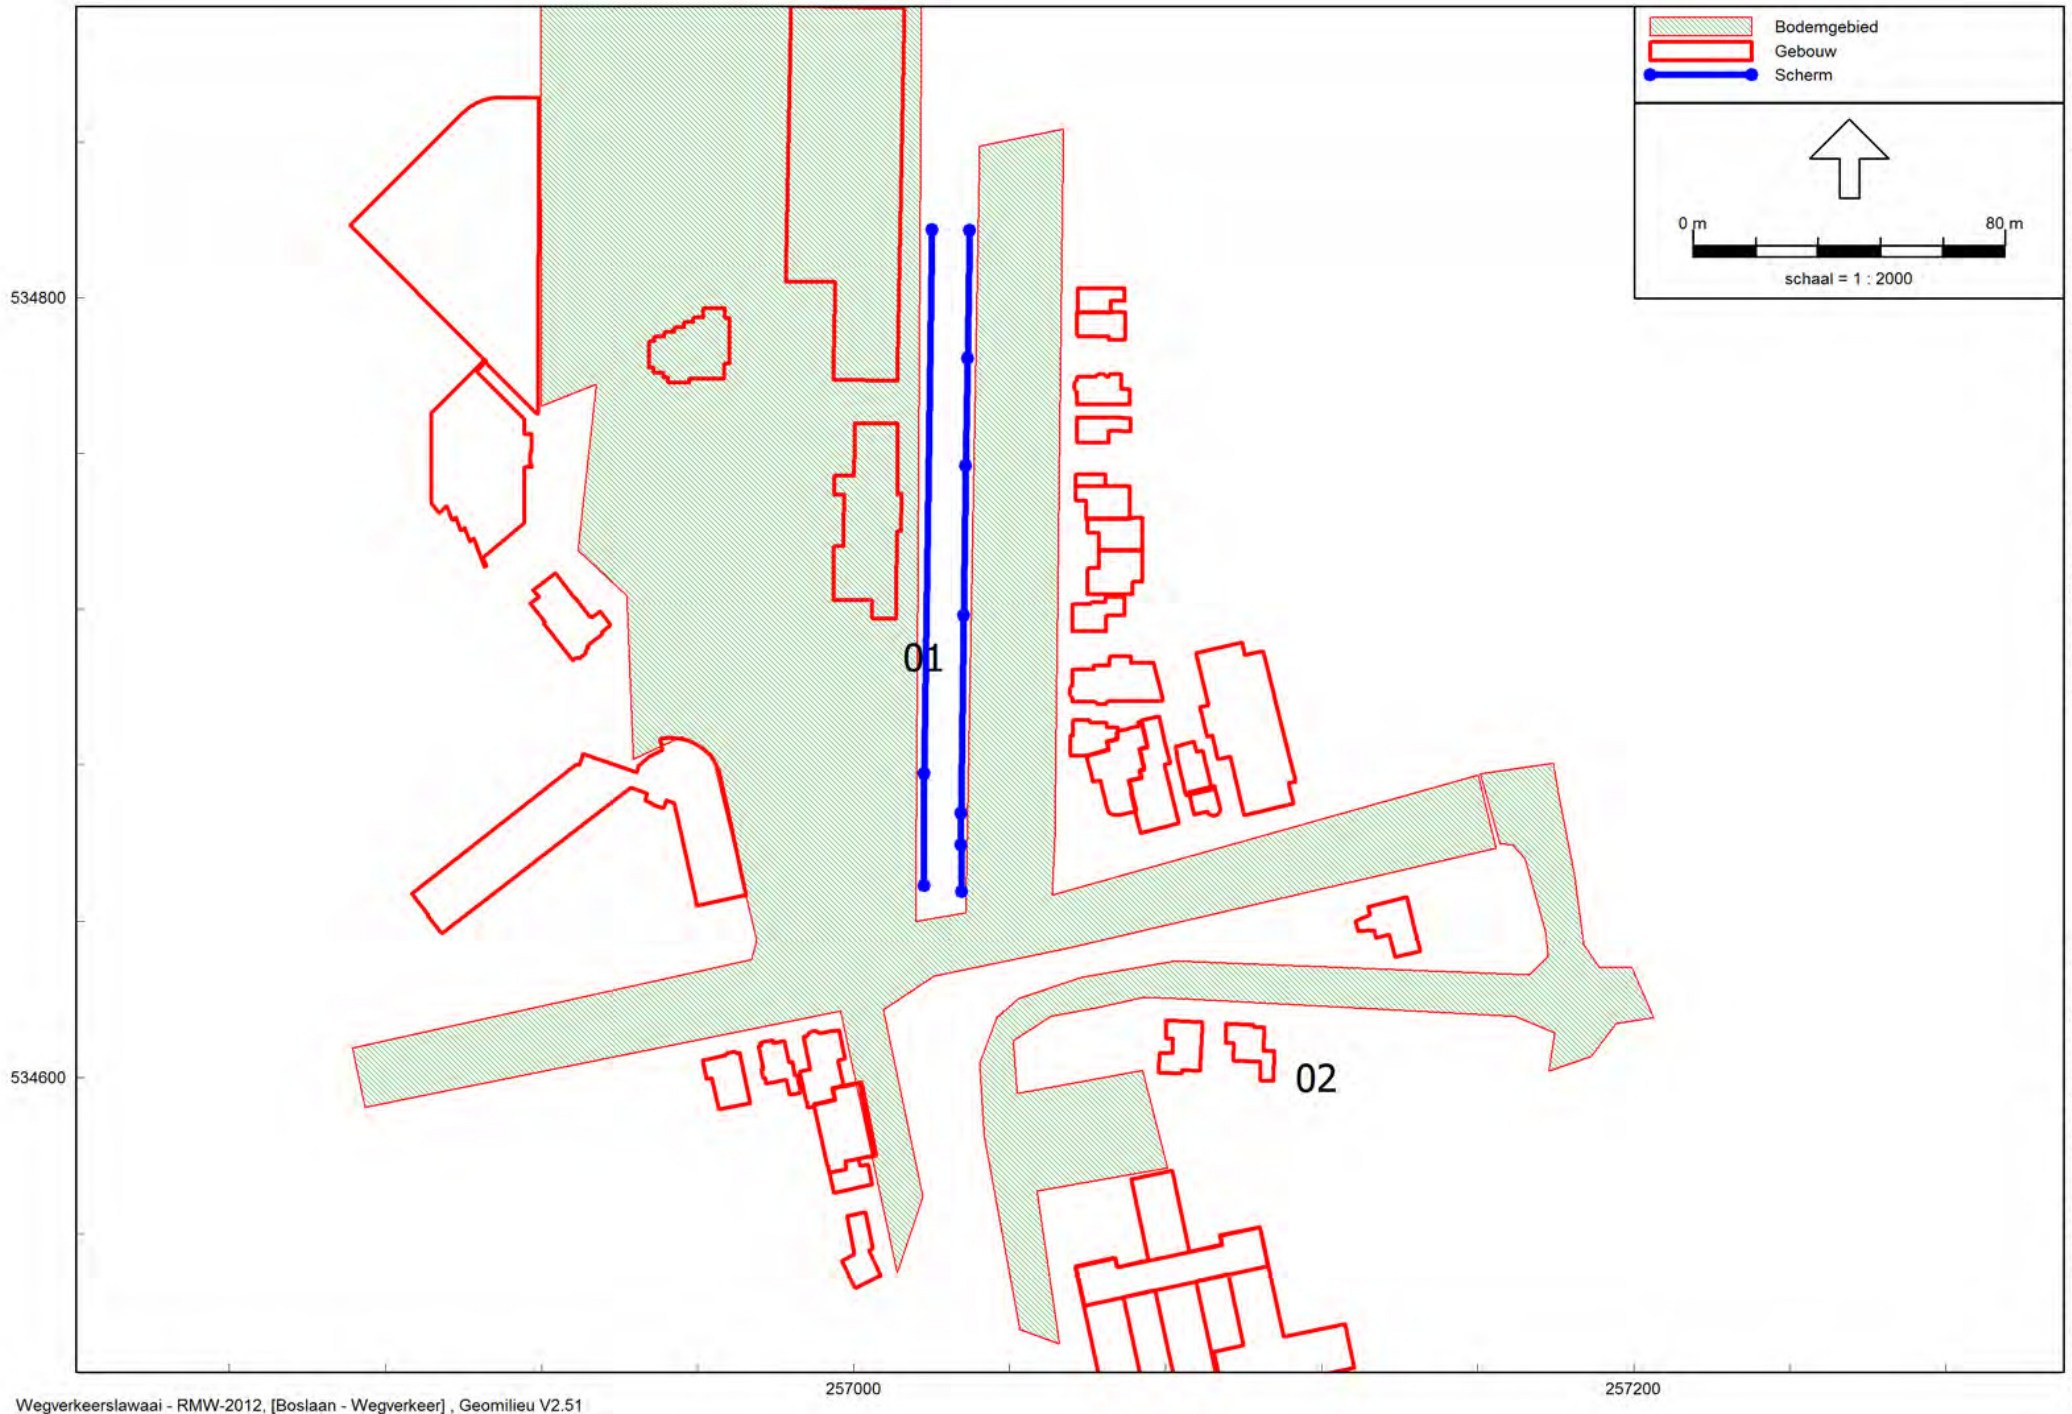 Bodemgebied
Gebouw
Scherm
0 m 80 m
schaal = 1 : 2000
534800
01
534600
02
257000 257200
Wegverkeerslawaai - RMW-2012, [Boslaan - Wegverkeer] , Geomilieu V2.51